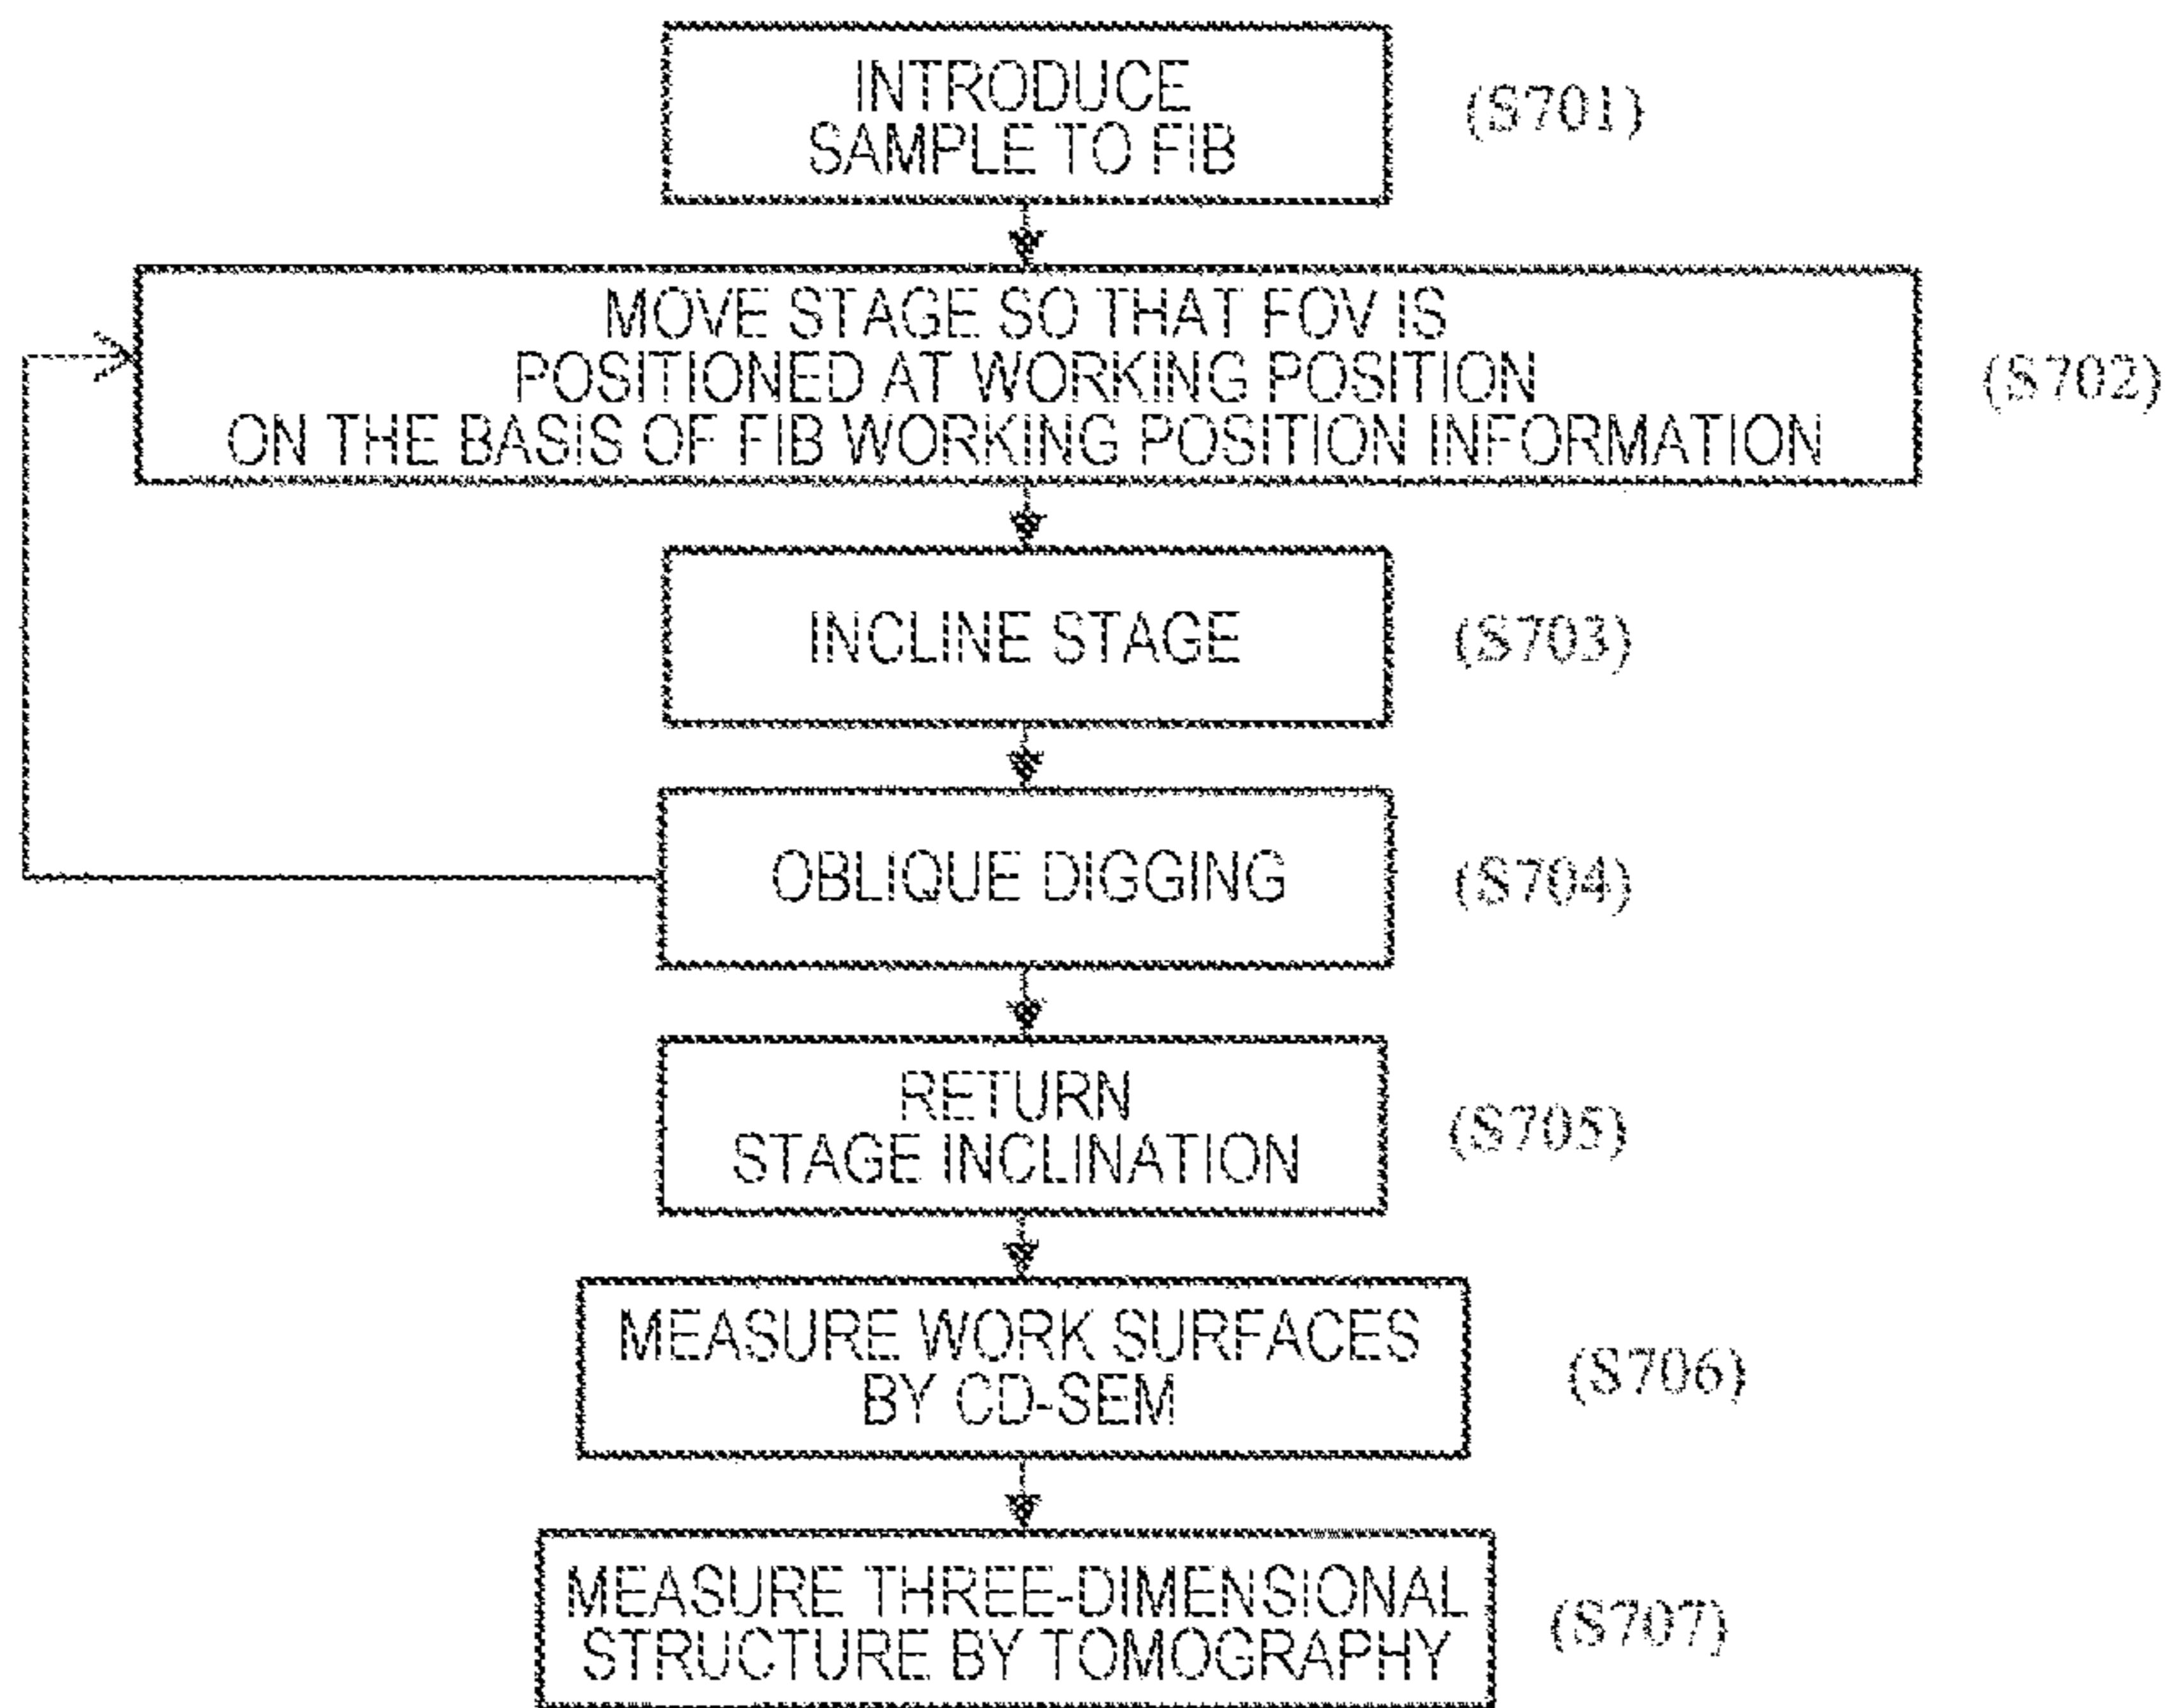 INTRODUCE
SAMPLE TO FIB
(S701)
MOVE STAGE SO THAT FOV IS
POSITIONED AT WORKING POSITION
ON THE BASIS OF FIB WORKING POSITION INFORMATION
(S702)
INCLINE STAGE
(S703)
OBLIQUE DIGGING
(S704)
RETURN
STAGE INCLINATION
(S705)
MEASURE WORK SURFACES
BY CD-SEM
(S706)
MEASURE THREE-DIMENSIONAL
STRUCTURE BY TOMOGRAPHY
(S707)